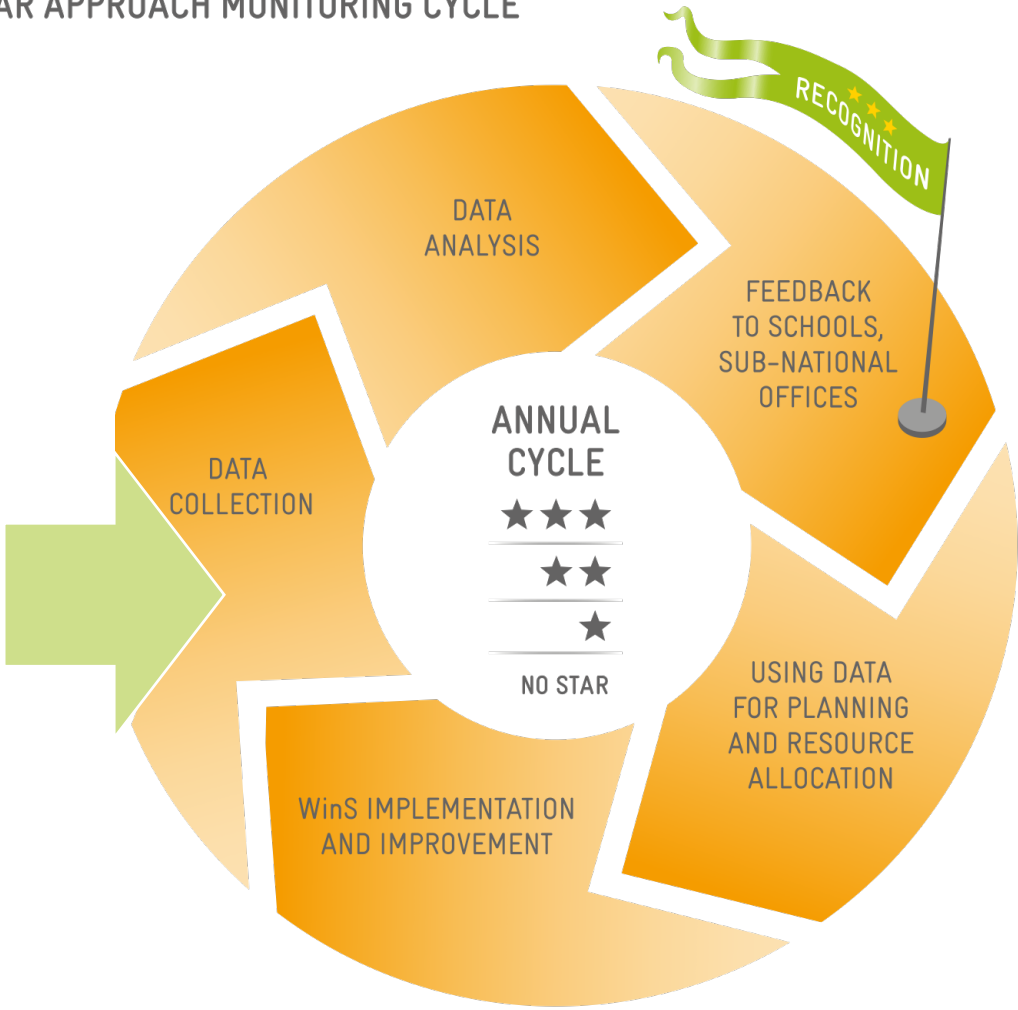 AR APPROACH MONITORING CYCLE
RECOGNITION
DATA
ANALYSIS
FEEDBACK
TO SCHOOLS,
SUB-NATIONAL
OFFICES
ANNUAL
CYCLE
NO STAR
DATA
COLLECTION
USING DATA
FOR PLANNING
AND RESOURCE
ALLOCATION
WinS IMPLEMENTATION
AND IMPROVEMENT